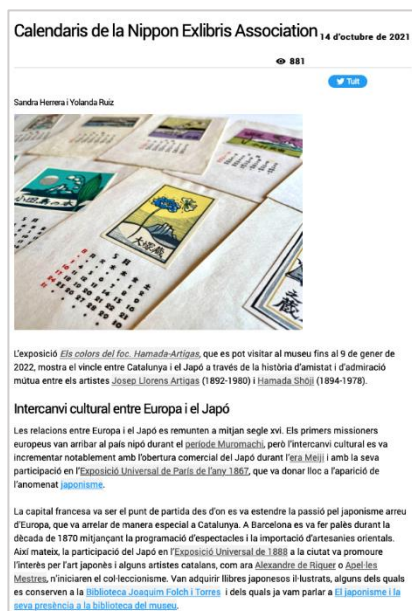 Calendaris de la Nippon Exlibris Association 14 d'octubre de 2021
881
Tuit
Sandra Herrera i Yolanda Ruiz
L'exposició Els colors del foc. Hamada-Artigas, que es pot visitar al museu fins al 9 de gener de
2022, mostra el vincle entre Catalunya i el Japó a través de la història d'amistat i d'admiració
mútua entre els artistes Josep Llorens Artigas (1892-1980) i Hamada Shōji (1894-1978).
Intercanvi cultural entre Europa i el Japó
Les relacions entre Europa i el Japó es remunten a mitjan segle xvi. Els primers missioners
europeus van arribar al país nipó durant el període Muromachi, però l'intercanvi cultural es va
incrementar notablement amb l'obertura comercial del Japó durant l'era Meiji i amb la seva
participació en l'Exposició Universal de París de l'any 1867, que va donar lloc a l'aparició de
l'anomenat japonisme.
La capital francesa va ser el punt de partida des d'on es va estendre la passió pel japonisme arreu
d'Europa, que va arrelar de manera especial a Catalunya. A Barcelona es va fer palès durant la
dècada de 1870 mitjançant la programació d'espectacles i la importació d'artesanies orientals.
Així mateix, la participació del Japó en l'Exposició Universal de 1888 a la ciutat va promoure
l'interès per l'art japonès i alguns artistes catalans, com ara Alexandre de Riquer o Apel·les
Mestres, n'iniciaren el col·leccionisme. Van adquirir llibres japonesos il·lustrats, alguns dels quals
es conserven a la Biblioteca Joaquim Folch i Torres i dels quals ja vam parlar a El japonisme i la
seva presència a la biblioteca del museu.